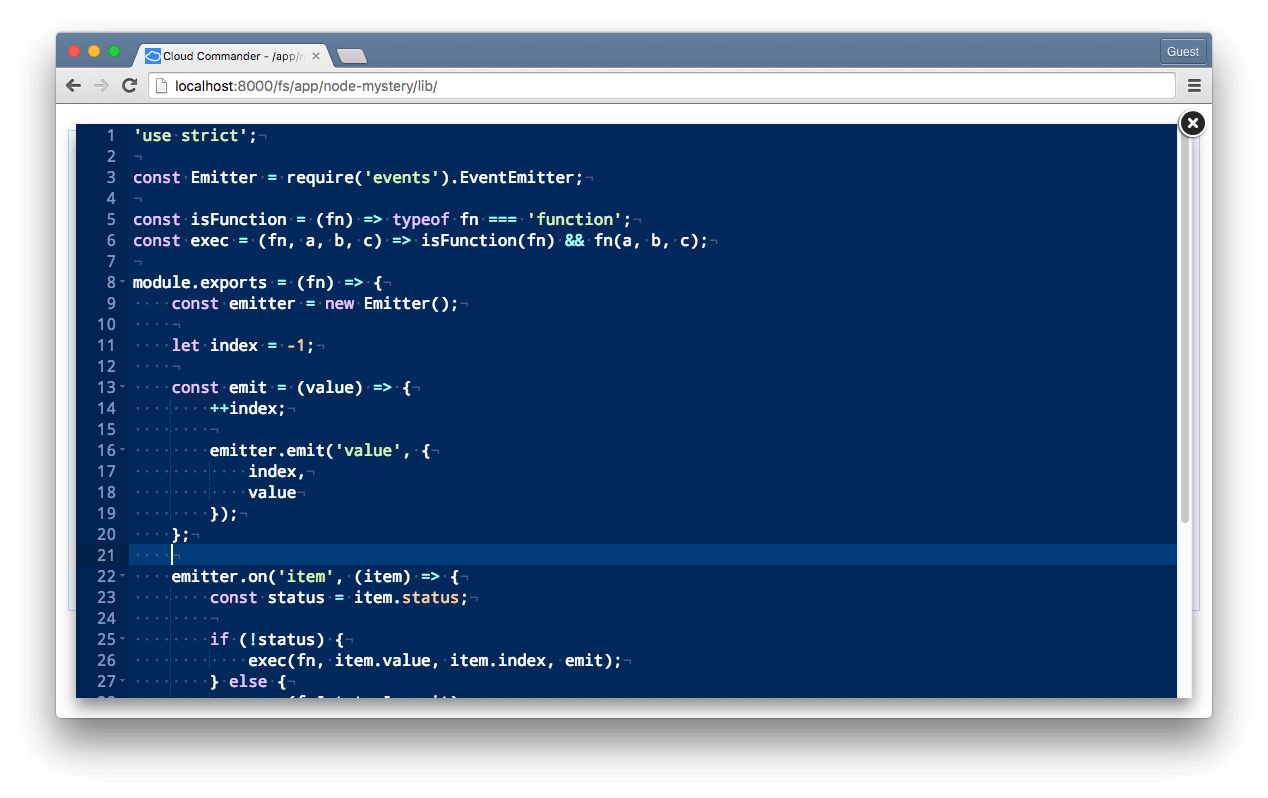 Cloud Commander - /app/n
Guest
localhost:8000/fs/app/node-mystery/lib/
1 'use strict';
2
3 const Emitter = require('events').EventEmitter;
4
5 const isFunction = (fn) => typeof fn === 'function';
6 const exec = (fn, a, b, c) => isFunction(fn) && fn(a, b, c);
7
8 module.exports = (fn) => {
9     const emitter = new Emitter();
10
11     let index = -1;
12
13     const emit = (value) => {
14         ++index;
15
16         emitter.emit('value', {
17             index,
18             value
19         });
20     };
21
22     emitter.on('item', (item) => {
23         const status = item.status;
24
25         if (!status) {
26             exec(fn, item.value, item.index, emit);
27         } else {